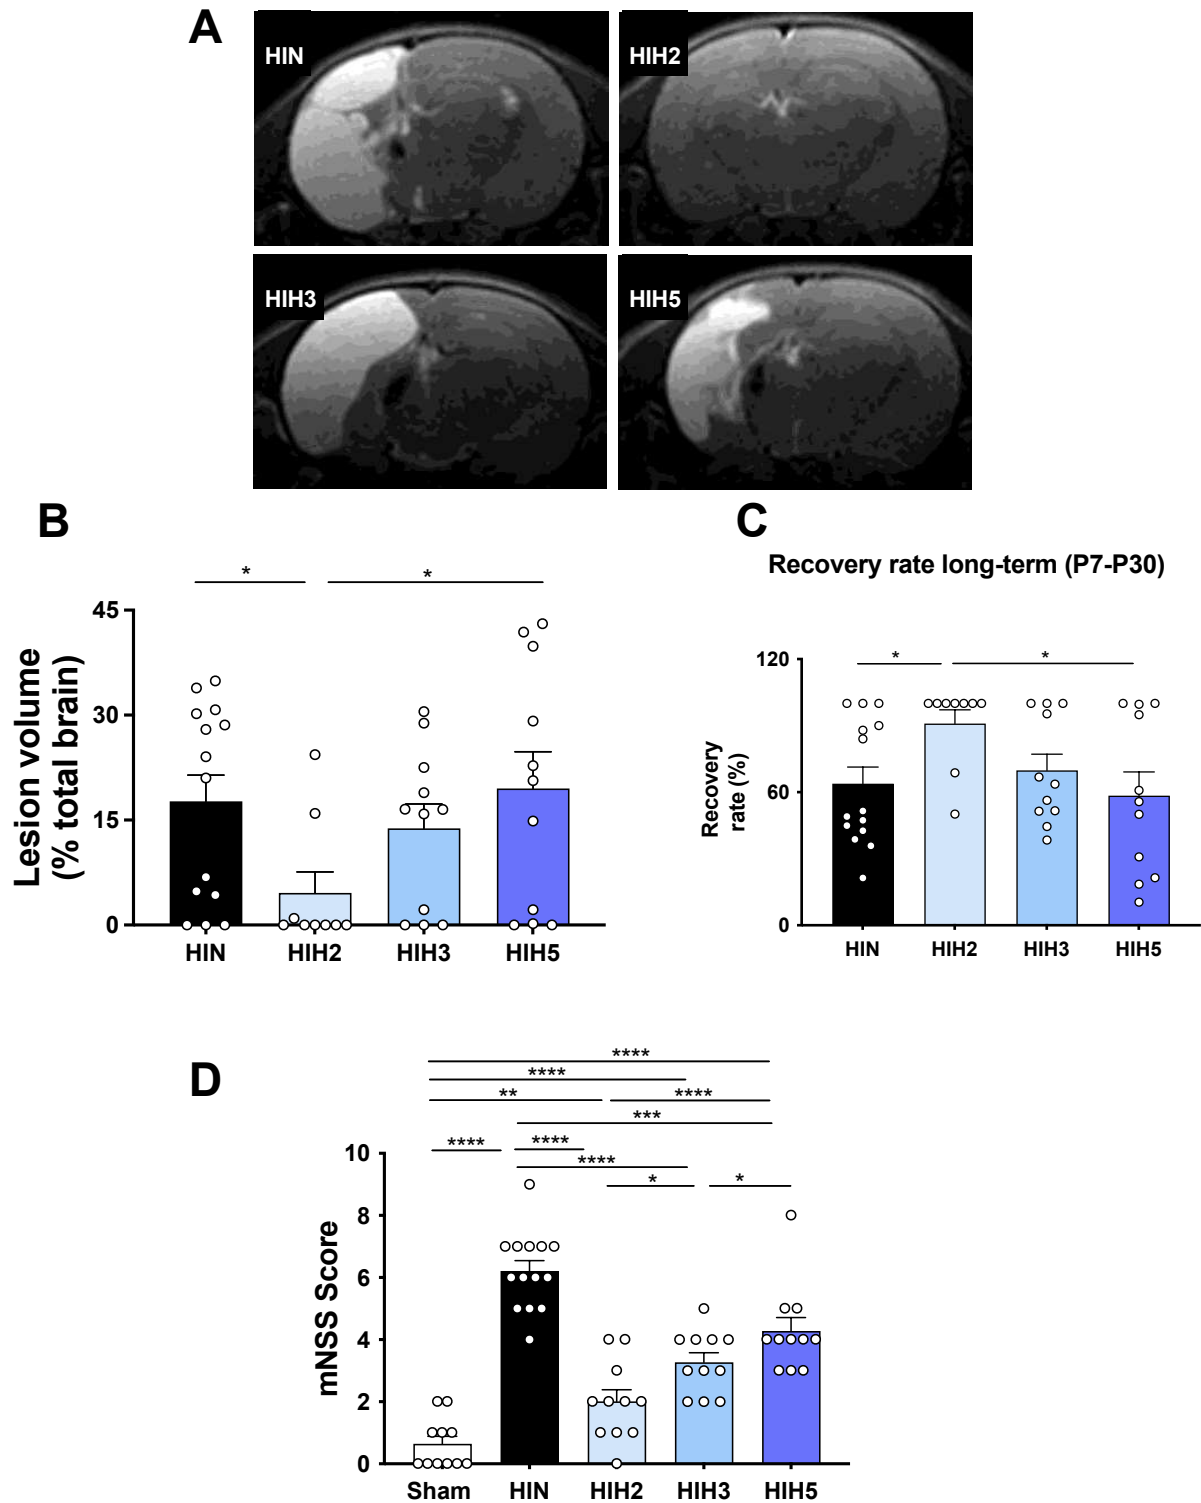 A
HIN
HIH2
HIH3
HIH5
B
*
*
45
30
15
0
Lesion volume
(% total brain)
HIN HIH2 HIH3 HIH5
C
Recovery rate long-term (P7-P30)
*
*
120
60
0
Recovery
rate (%)
HIN HIH2 HIH3 HIH5
D
****
****
** ****
***
**** ****
****
* *
10
8
6
4
2
0
mNSS Score
Sham HIN HIH2 HIH3 HIH5